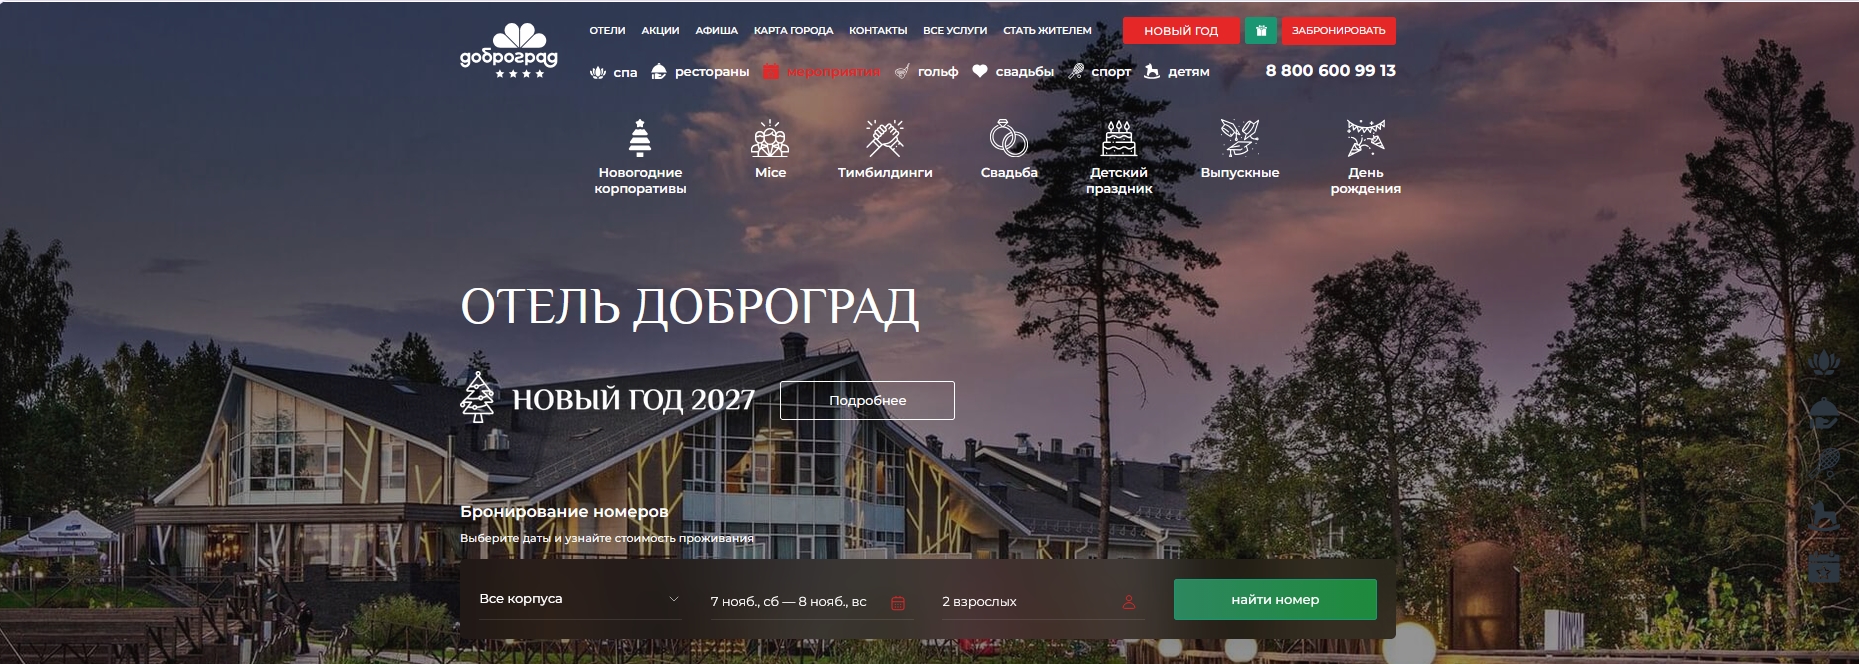 доброград
ОТЕЛИ АКЦИИ АФИША КАРТА ГОРОДА КОНТАКТЫ ВСЕ УСЛУГИ СТАТЬ ЖИТЕЛЕМ НОВЫЙ ГОД ЗАБРОНИРОВАТЬ
спа рестораны мероприятия гольф свадьбы спорт детям 8 800 600 99 13
Новогодние
корпоративы
Mice
Тимбилдинги
Свадьба
Детский
праздник
Выпускные
День
рождения
ОТЕЛЬ ДОБРОГРАД
НОВЫЙ ГОД 2027 Подробнее
Бронирование номеров
Выберите даты и узнайте стоимость проживания
Все корпуса 7 нояб., сб — 8 нояб., вс 2 взрослых найти номер